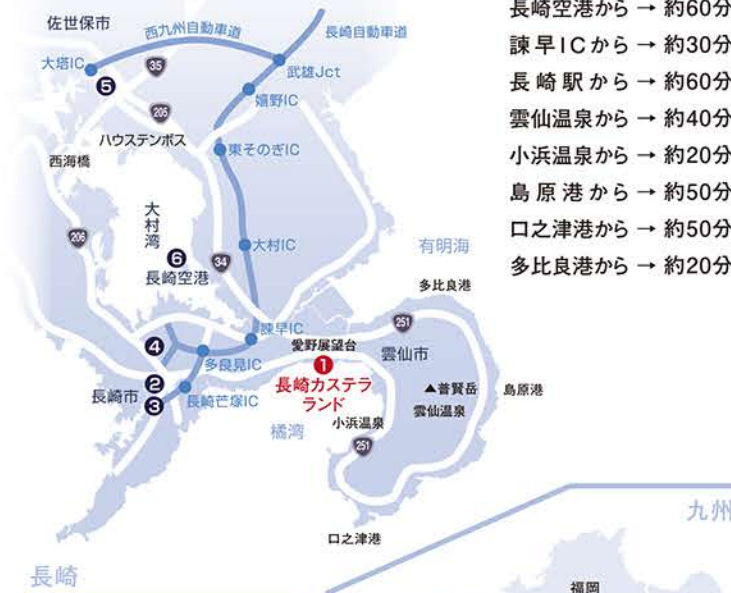 長崎空港から → 約60分
諫早ICから → 約30分
長崎駅から → 約60分
雲仙温泉から → 約40分
小浜温泉から → 約20分
島原港から → 約50分
口之津港から → 約50分
多比良港から → 約20分
佐世保市
西九州自動車道
長崎自動車道
大塔IC
35
武雄Jct
5
嬉野IC
205
ハウステンボス
東そのぎIC
西海橋
大村湾
206
大村IC
有明海
6
34
長崎空港
多比良港
251
諫早IC
4
愛野展望台
雲仙市
多良見IC
1
2
長崎カステラ
ランド
▲普賢岳
島原港
長崎市
3
長崎芒塚IC
雲仙温泉
小浜温泉
橘湾
251
口之津港
九州
長崎
福岡